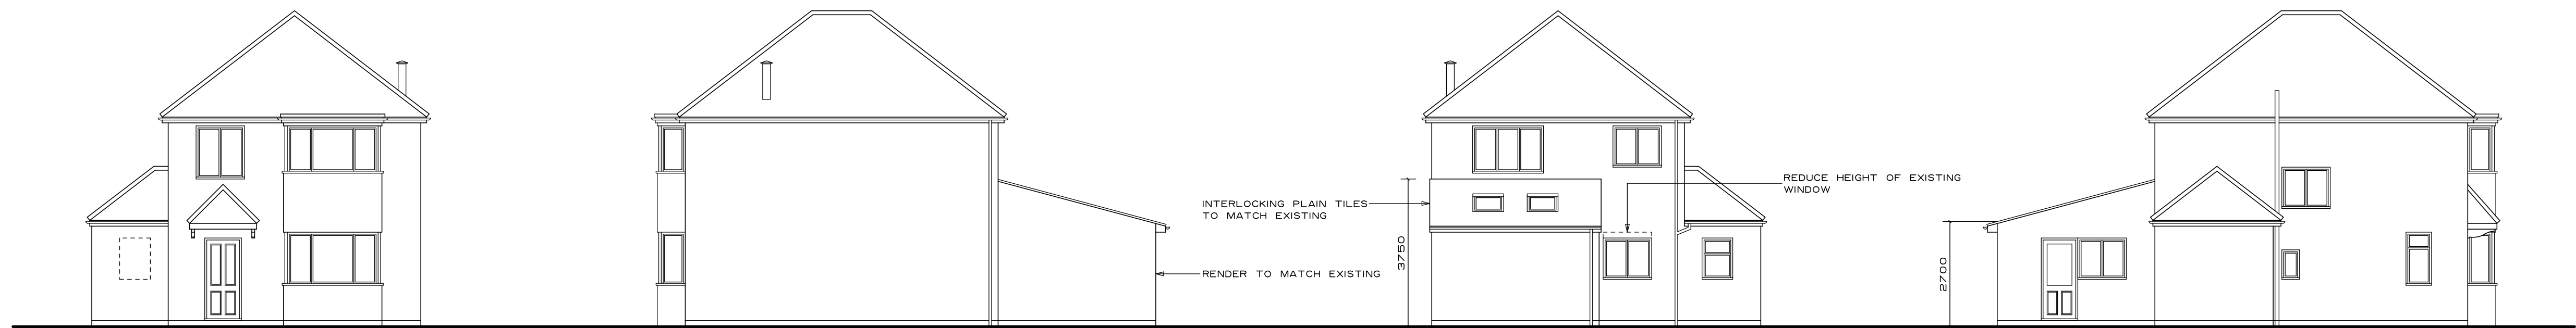 INTERLOCKING PLAIN TILES
TO MATCH EXISTING
RENDER TO MATCH EXISTING
3750
REDUCE HEIGHT OF EXISTING
WINDOW
2700